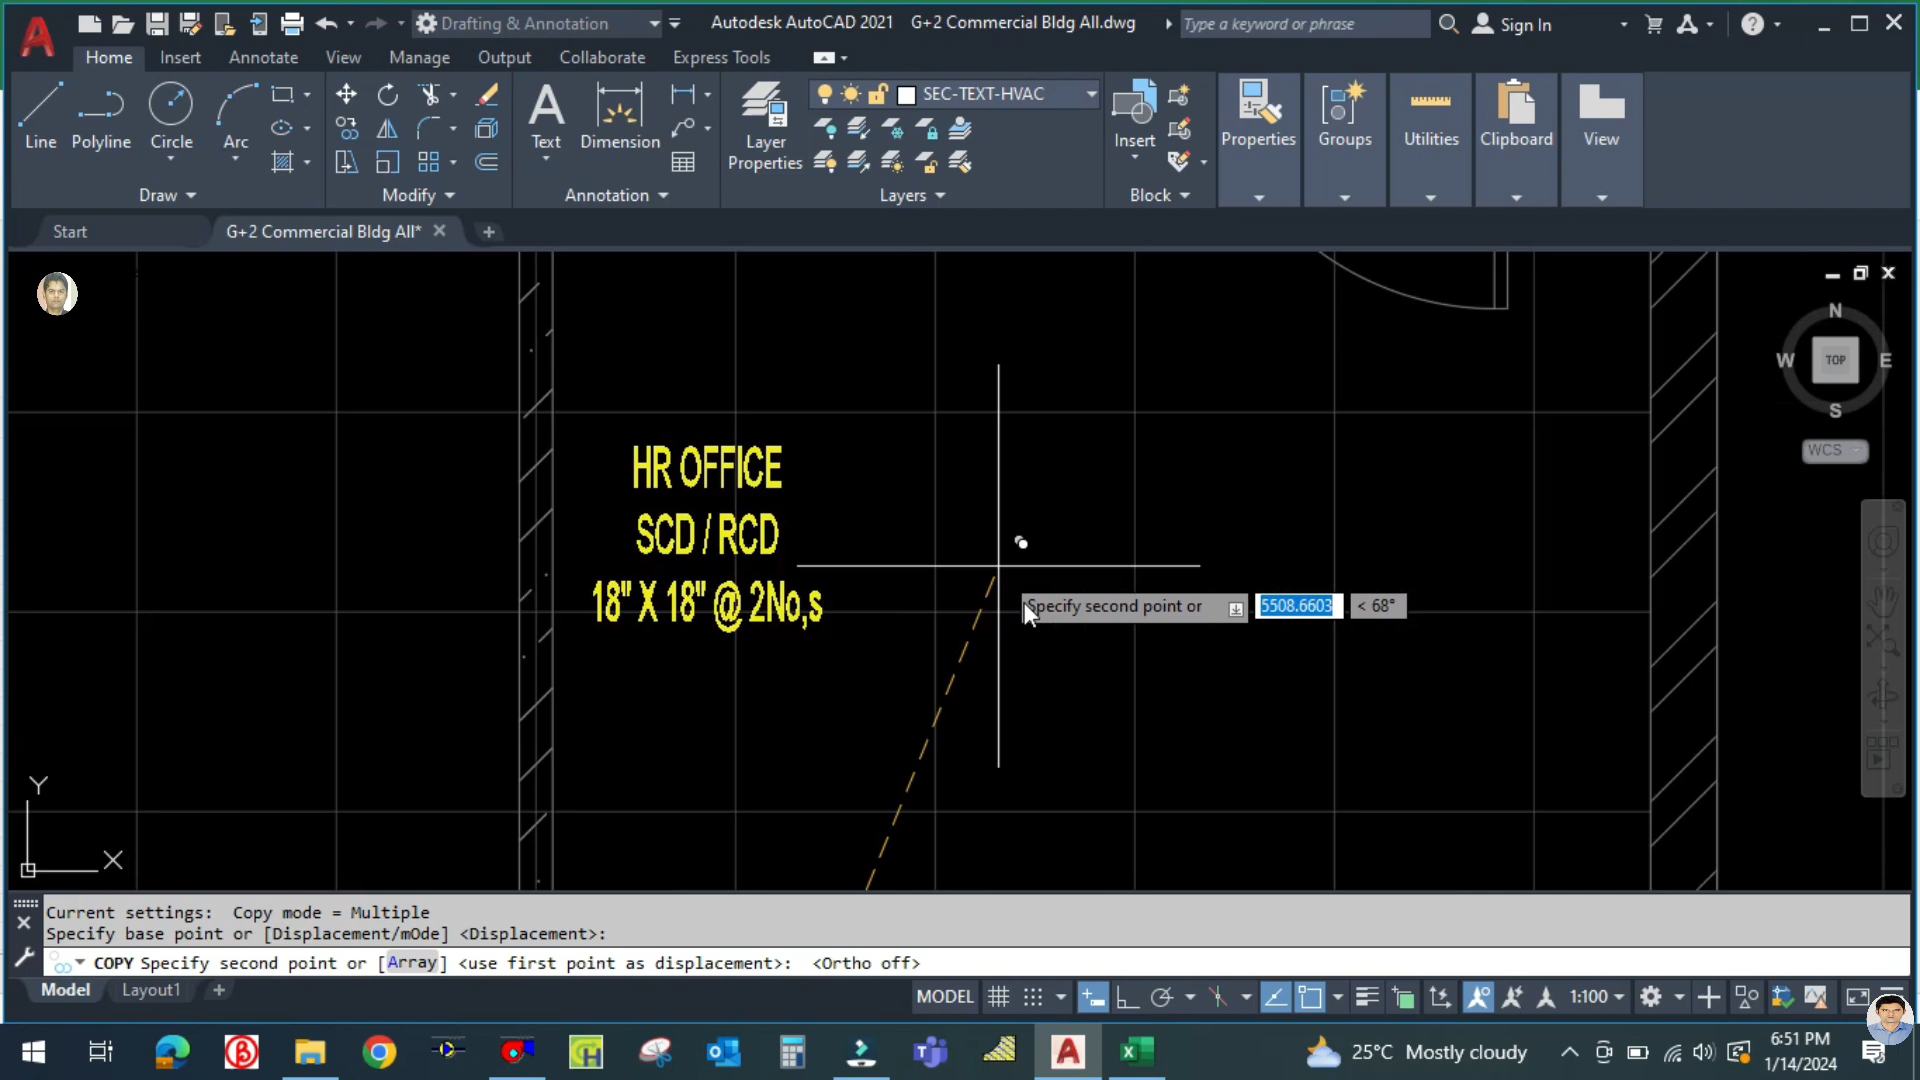 Drafting & Annotation
Autodesk AutoCAD 2021 G+2 Commercial Bldg All.dwg
Type a keyword or phrase
Sign In
Home Insert Annotate View Manage Output Collaborate Express Tools
SEC-TEXT-HVAC
Line Polyline Circle Arc
Text Dimension
Layer
Properties
Insert
Properties Groups Utilities Clipboard View
Draw Modify Annotation Layers Block
Start G+2 Commercial Bldg All*
N
W TOP E
S
WCS
HR OFFICE
SCD / RCD
18" X 18" @ 2No,s
Specify second point or 5508.6603 < 68°
Y
X
Current settings: Copy mode = Multiple
Specify base point or [Displacement/mOde] <Displacement>:
COPY Specify second point or [Array] <use first point as displacement>: <Ortho off>
Model Layout1
MODEL 1:100
25°C Mostly cloudy
6:51 PM
1/14/2024